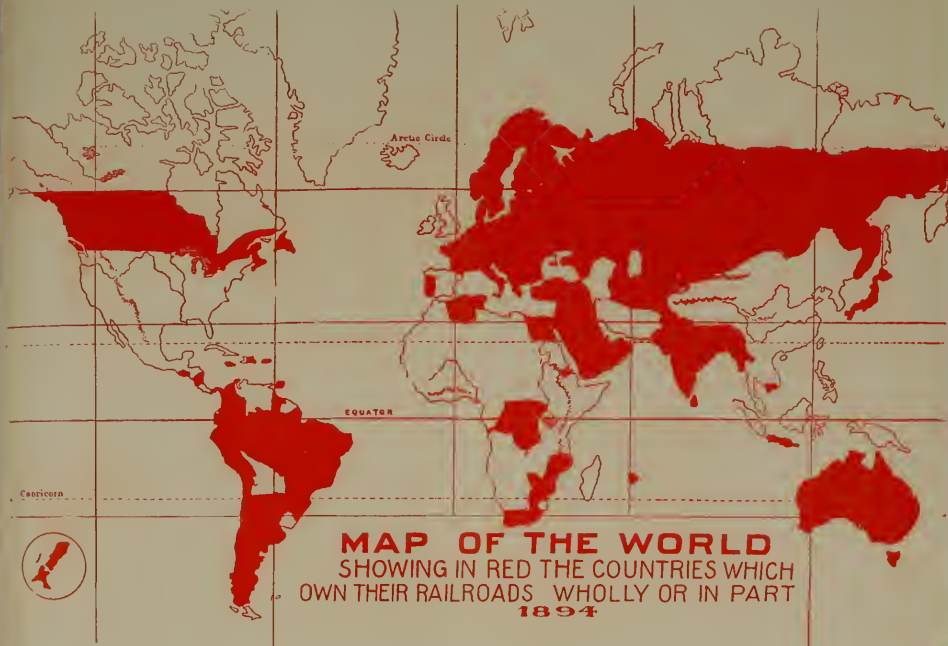 Arctic Circle
EQUATOR
Capricorn
MAP OF THE WORLD
SHOWING IN RED THE COUNTRIES WHICH
OWN THEIR RAILROADS WHOLLY OR IN PART
1894